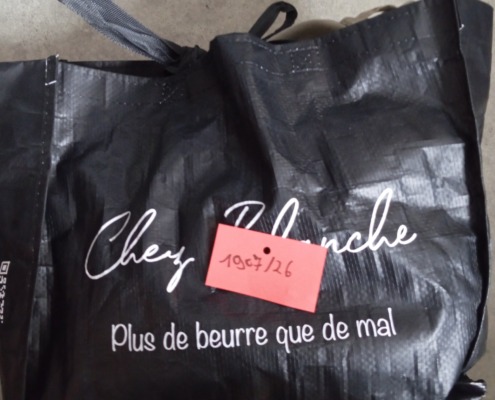 Chez Blanche
1907/26
Plus de beurre que de mal